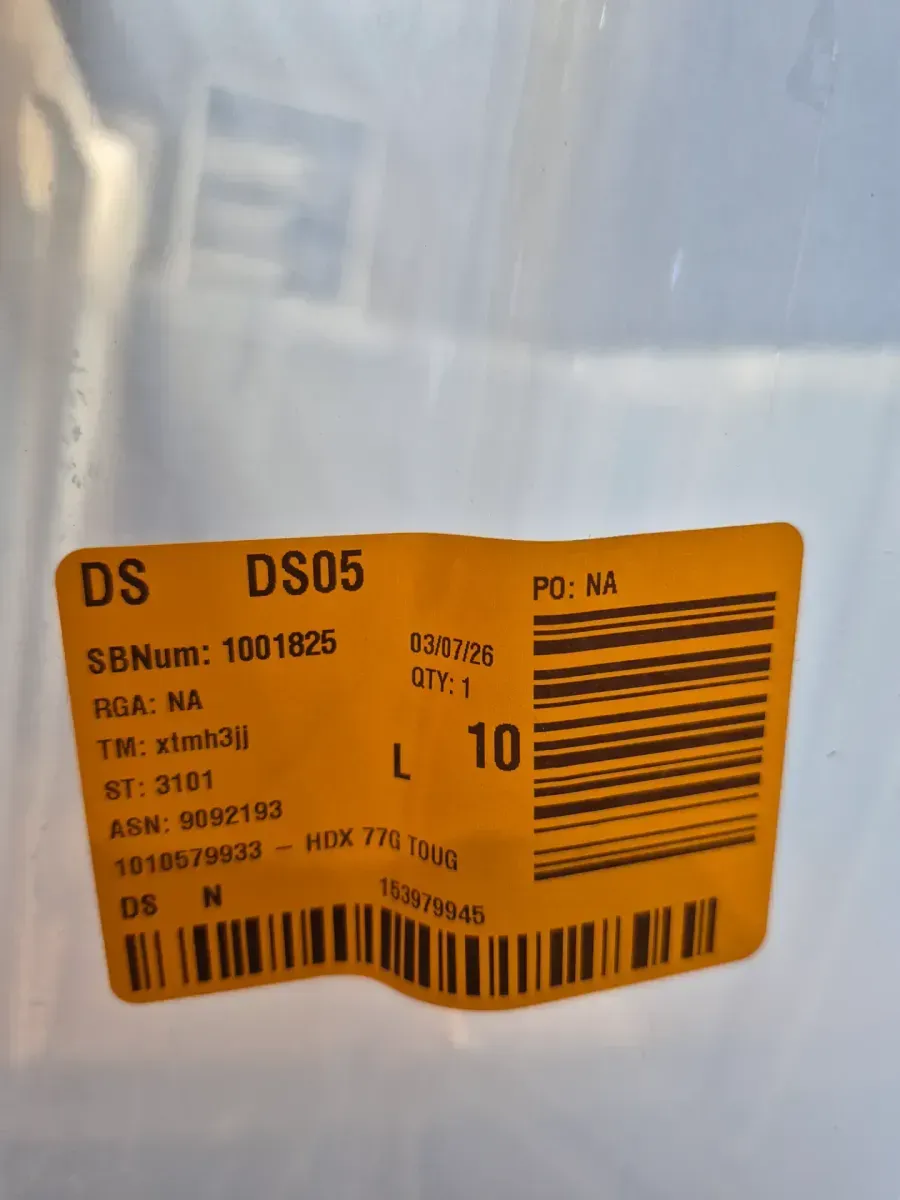 DS DS05
PO: NA
SBNum: 1001825 03/07/26
RGA: NA QTY: 1
TM: xtmh3jj
L 10
ST: 3101
ASN: 9092193
1010579933 - HDX 77G TOUG
DS N 153979945